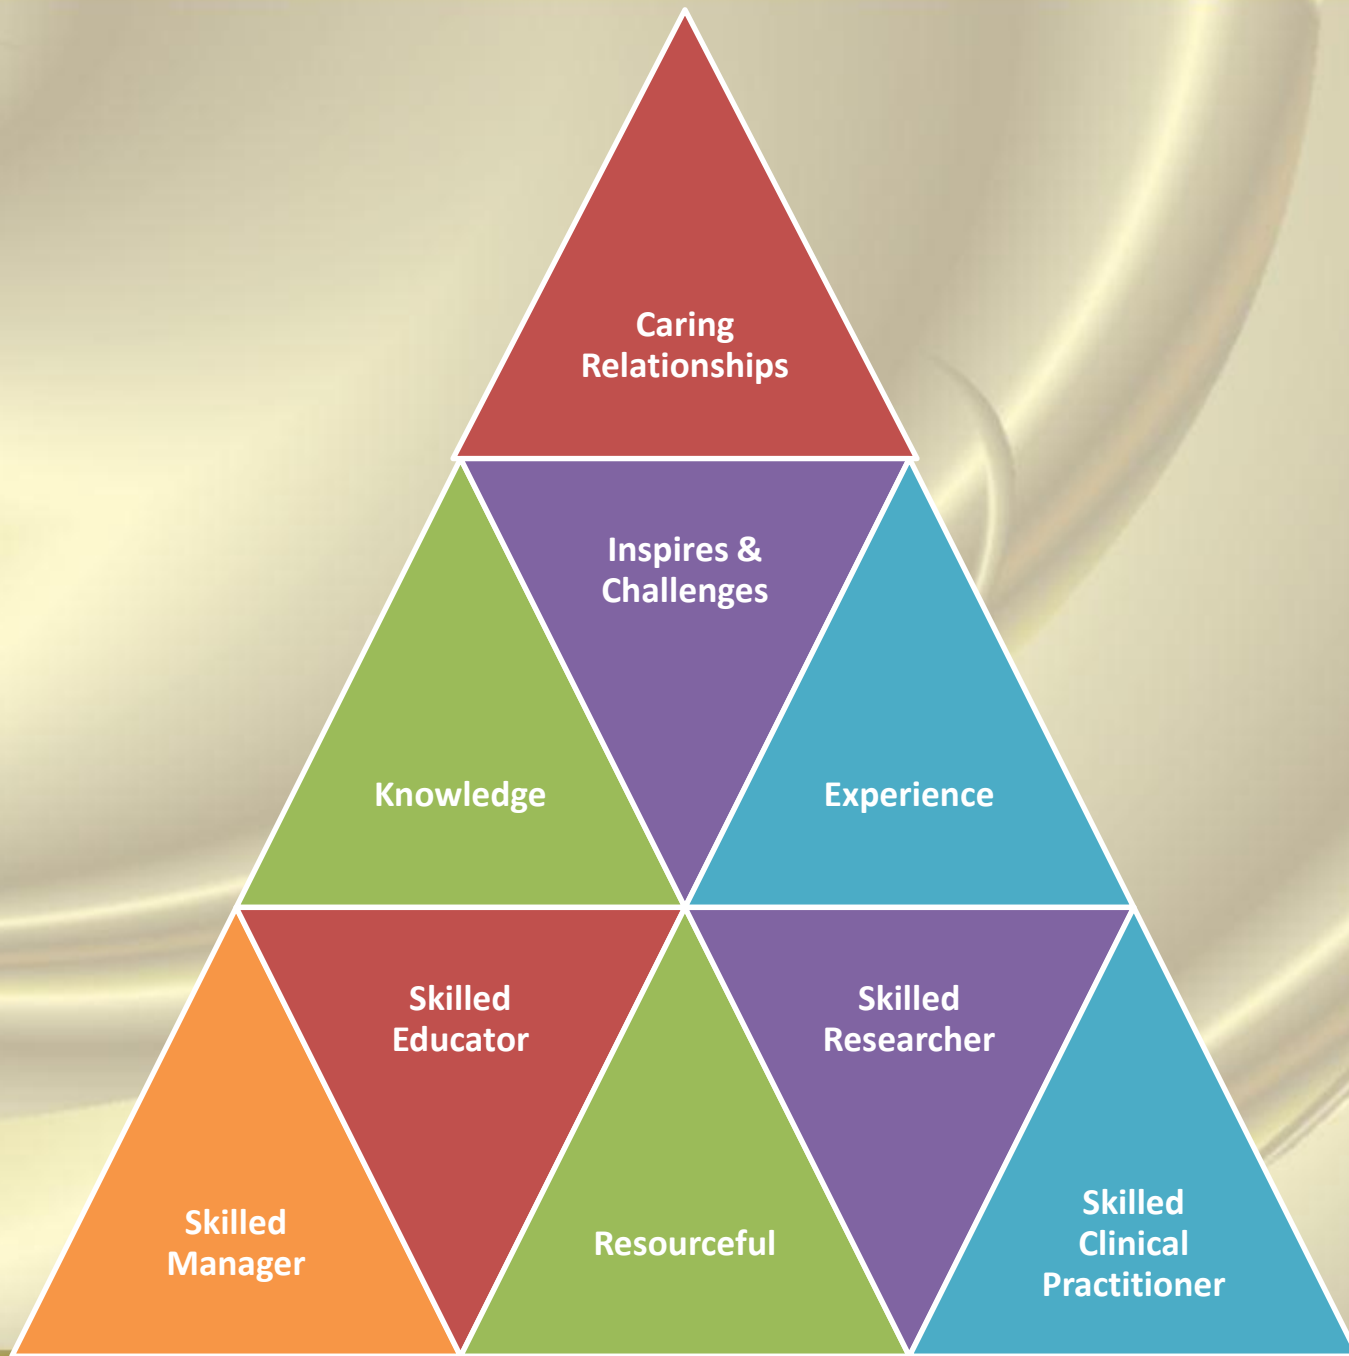 Caring
Relationships
Inspires &
Challenges
Knowledge
Experience
Skilled
Educator
Skilled
Researcher
Skilled
Manager
Resourceful
Skilled
Clinical
Practitioner